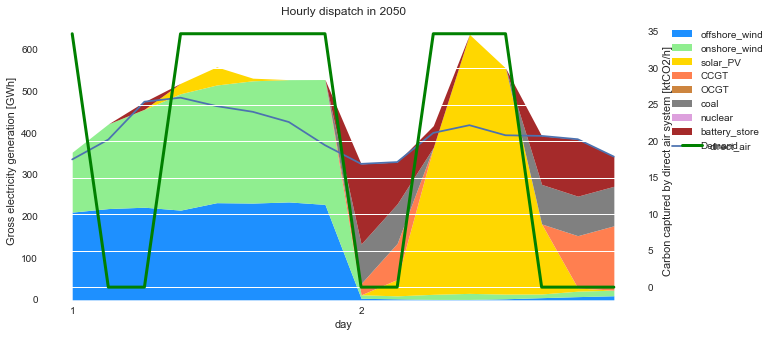 Hourly dispatch in 2050
Gross electricity generation [GWh]
600
500
400
300
200
100
0
1
2
day
35
30
25
20
15
10
5
0
Carbon captured by direct air system [ktCO2/h]
offshore_wind
onshore_wind
solar_PV
CCGT
OCGT
coal
nuclear
battery_store
Demand
direct_air